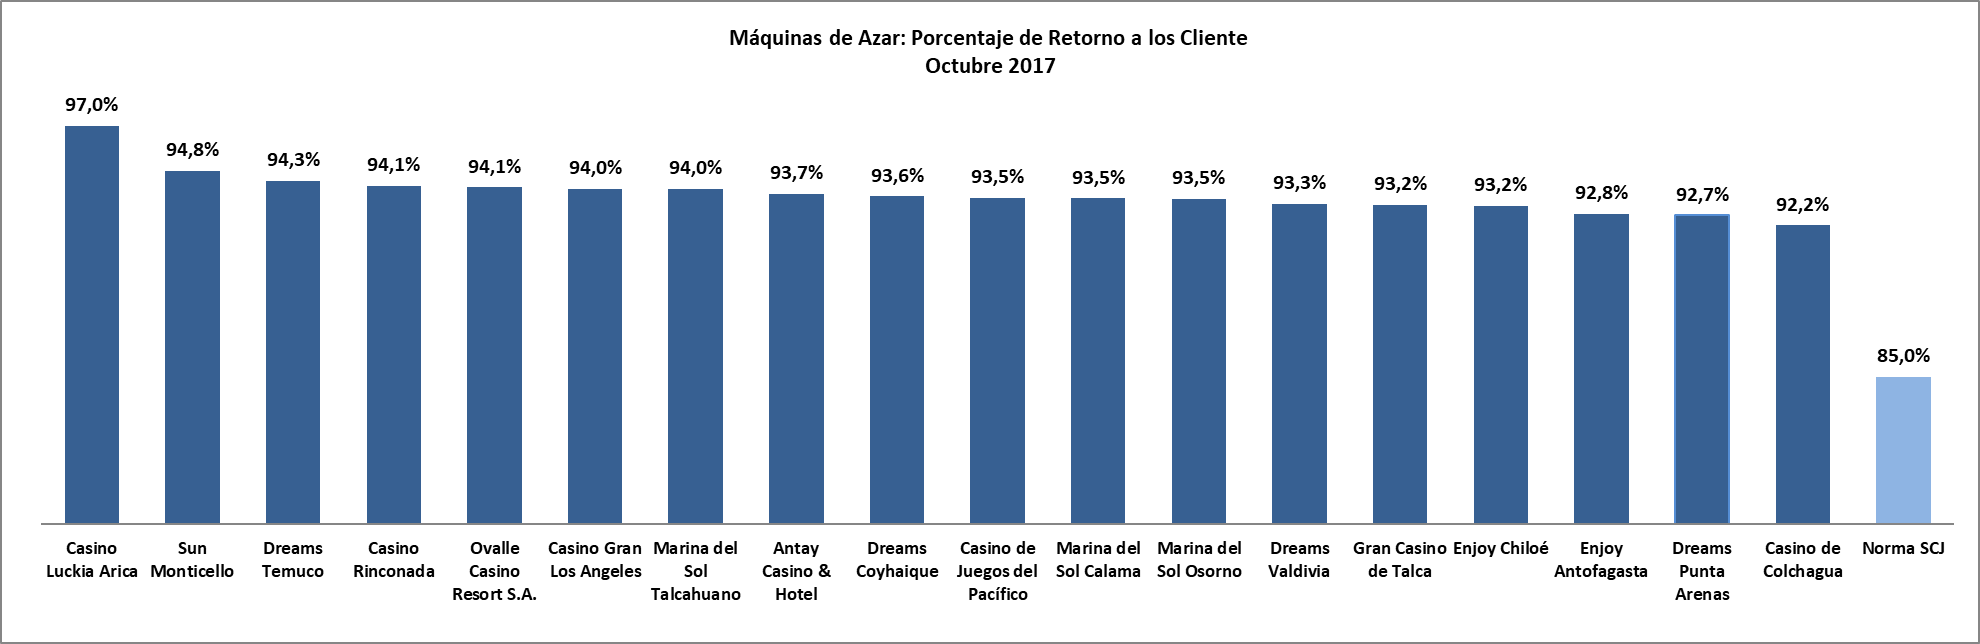 Máquinas de Azar: Porcentaje de Retorno a los Cliente
Octubre 2017
97,0%
94,8%
94,3%
94,1%
94,1%
94,0%
94,0%
93,7%
93,6%
93,5%
93,5%
93,5%
93,3%
93,2%
93,2%
92,8%
92,7%
92,2%
85,0%
Casino
Luckia Arica
Sun
Monticello
Dreams
Temuco
Casino
Rinconada
Ovalle
Casino
Resort S.A.
Casino Gran
Los Angeles
Marina del
Sol
Talcahuano
Antay
Casino &
Hotel
Dreams
Coyhaique
Casino de
Juegos del
Pacífico
Marina del
Sol Calama
Marina del
Sol Osorno
Dreams
Valdivia
Gran Casino
de Talca
Enjoy Chiloé
Enjoy
Antofagasta
Dreams
Punta
Arenas
Casino de
Colchagua
Norma SCJ